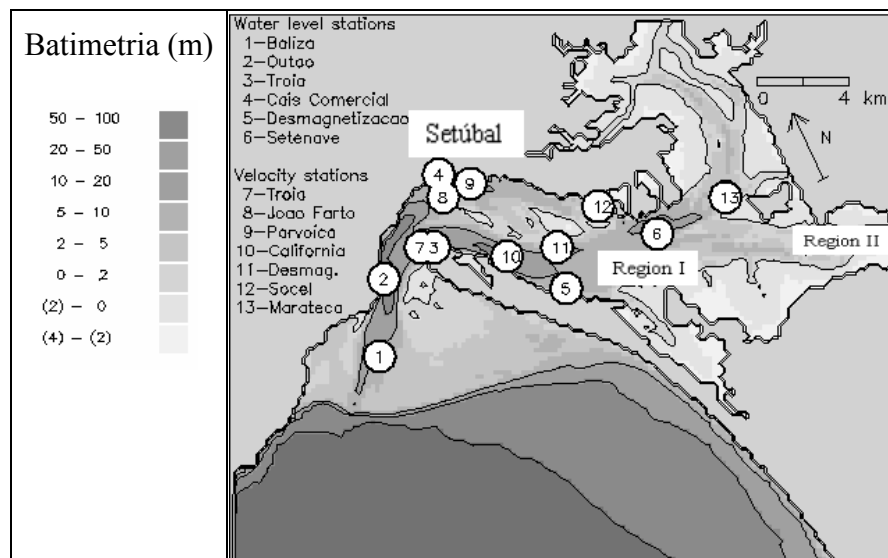 Batimetria (m)
50 - 100
20 - 50
10 - 20
5 - 10
2 - 5
0 - .2
(2) - 0
(4) - (2)
Water level stations
1-Baliza
2-Outao
3-Troia
4-Cais Comercial
5-Desmagnetizacao
6-Setenave
Velocity stations
7-Troia
8-Joao Farto
9-Parvoica
10-California
11-Desmag.
12-Socel
13-Marateca
Setúbal
0 4 km
N
4
9
8
12
13
6
7 3
10
11
2
5
1
Region I
Region II